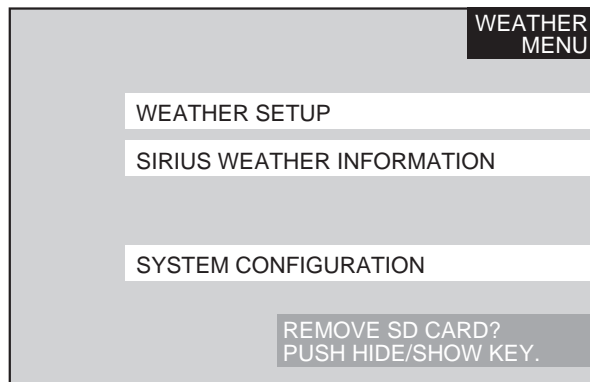 WEATHER
MENU
WEATHER SETUP
SIRIUS WEATHER INFORMATION
SYSTEM CONFIGURATION
REMOVE SD CARD?
PUSH HIDE/SHOW KEY.